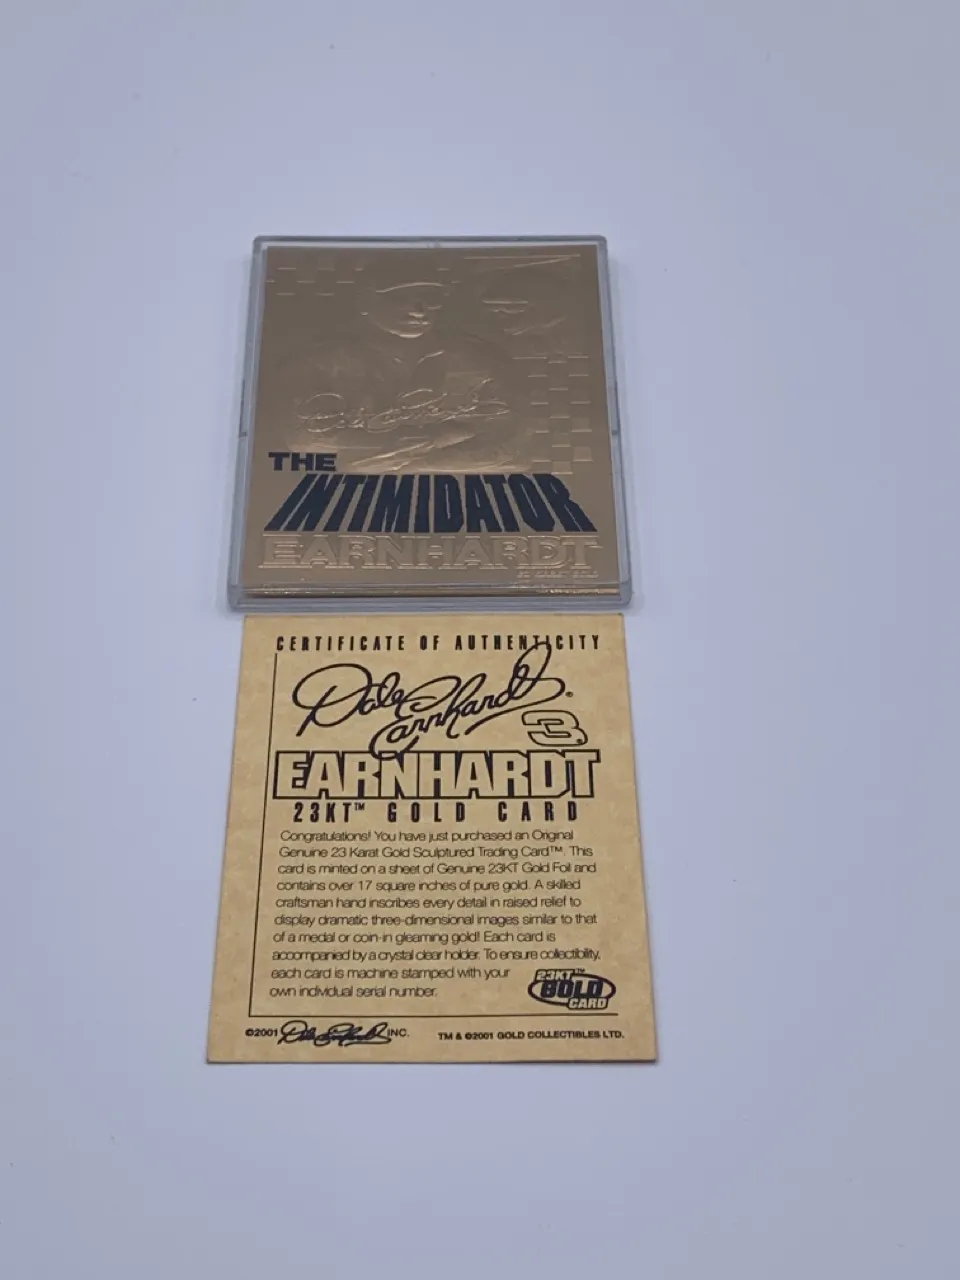 Dale Earnhardt
THE
INTIMIDATOR
EARNHARDT
CERTIFICATE OF AUTHENTICITY
Dale Earnhardt®
3
EARNHARDT
23KT™ GOLD CARD
Congratulations! You have just purchased an Original
Genuine 23 Karat Gold Sculptured Trading Card™. This
card is minted on a sheet of Genuine 23KT Gold Foil and
contains over 17 square inches of pure gold. A skilled
craftsman hand inscribes every detail in raised relief to
display dramatic three-dimensional images similar to that
of a medal or coin-in gleaming gold! Each card is
accompanied by a crystal clear holder. To ensure collectibility,
each card is machine stamped with your
own individual serial number.
23KT™
GOLD
CARD
©2001 Dale Earnhardt INC.
TM & ©2001 GOLD COLLECTIBLES LTD.